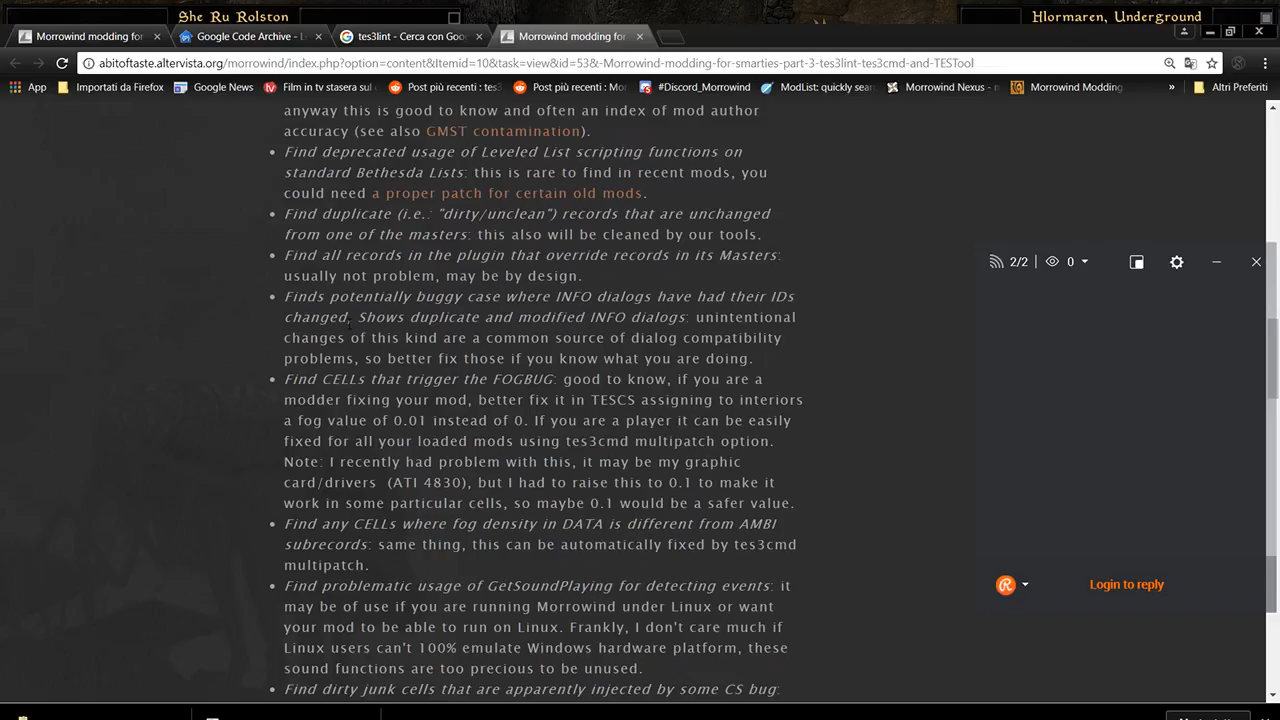 She Ru Rolston
Hlormaren, Underground
Morrowind modding for
Google Code Archive - L
tes3lint - Cerca con Goo
Morrowind modding for
abitoftaste.altervista.org/morrowind/index.php?option=content&Itemid=10&task=view&id=53&-Morrowind-modding-for-smarties-part-3-tes3lint-tes3cmd-and-TESTool
App
Importati da Firefox
Google News
Film in tv stasera sul
Post più recenti : tes3
Post più recenti : Mo
#Discord_Morrowind
ModList: quickly sear
Morrowind Nexus - m
Morrowind Modding
»
Altri Preferiti
anyway this is good to know and often an index of mod author
accuracy (see also GMST contamination).
• Find deprecated usage of Leveled List scripting functions on
standard Bethesda Lists: this is rare to find in recent mods, you
could need a proper patch for certain old mods.
• Find duplicate (i.e.: "dirty/unclean") records that are unchanged
from one of the masters: this also will be cleaned by our tools.
• Find all records in the plugin that override records in its Masters:
usually not problem, may be by design.
• Finds potentially buggy case where INFO dialogs have had their IDs
changed, Shows duplicate and modified INFO dialogs: unintentional
changes of this kind are a common source of dialog compatibility
problems, so better fix those if you know what you are doing.
• Find CELLs that trigger the FOGBUG: good to know, if you are a
modder fixing your mod, better fix it in TESCS assigning to interiors
a fog value of 0.01 instead of 0. If you are a player it can be easily
fixed for all your loaded mods using tes3cmd multipatch option.
Note: I recently had problem with this, it may be my graphic
card/drivers (ATI 4830), but I had to raise this to 0.1 to make it
work in some particular cells, so maybe 0.1 would be a safer value.
• Find any CELLs where fog density in DATA is different from AMBI
subrecords: same thing, this can be automatically fixed by tes3cmd
multipatch.
• Find problematic usage of GetSoundPlaying for detecting events: it
may be of use if you are running Morrowind under Linux or want
your mod to be able to run on Linux. Frankly, I don't care much if
Linux users can't 100% emulate Windows hardware platform, these
sound functions are too precious to be unused.
• Find dirty junk cells that are apparently injected by some CS bug:
2/2
0
Login to reply